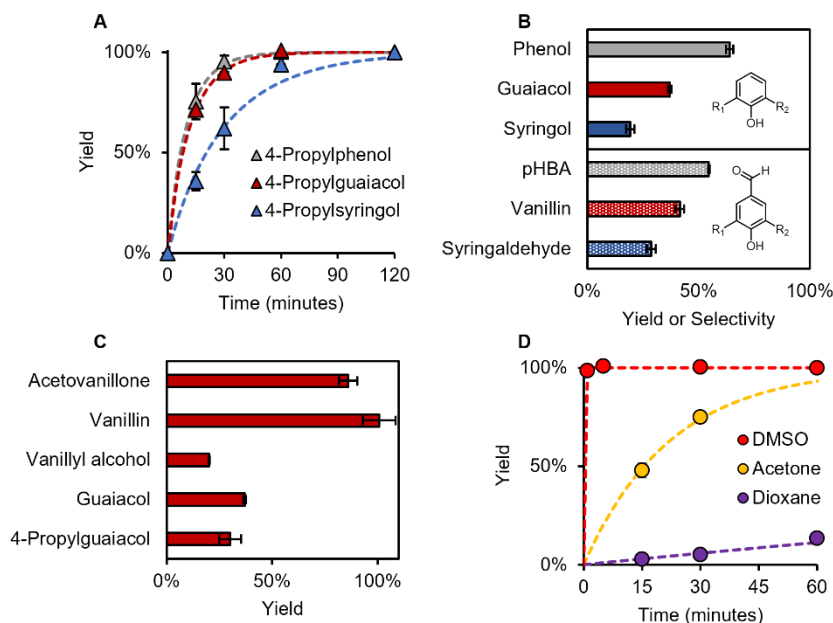 A
100%
50%
0%
Yield
4-Propylphenol
4-Propylguaiacol
4-Propylsyringol
0 30 60 90 120
Time (minutes)
B
Phenol
Guaiacol
Syringol
pHBA
Vanillin
Syringaldehyde
R1 R2
OH
O H
R1 R2
OH
0% 50% 100%
Yield or Selectivity
C
Acetovanillone
Vanillin
Vanillyl alcohol
Guaiacol
4-Propylguaiacol
0% 50% 100%
Yield
D
100%
50%
0%
Yield
DMSO
Acetone
Dioxane
0 15 30 45 60
Time (minutes)